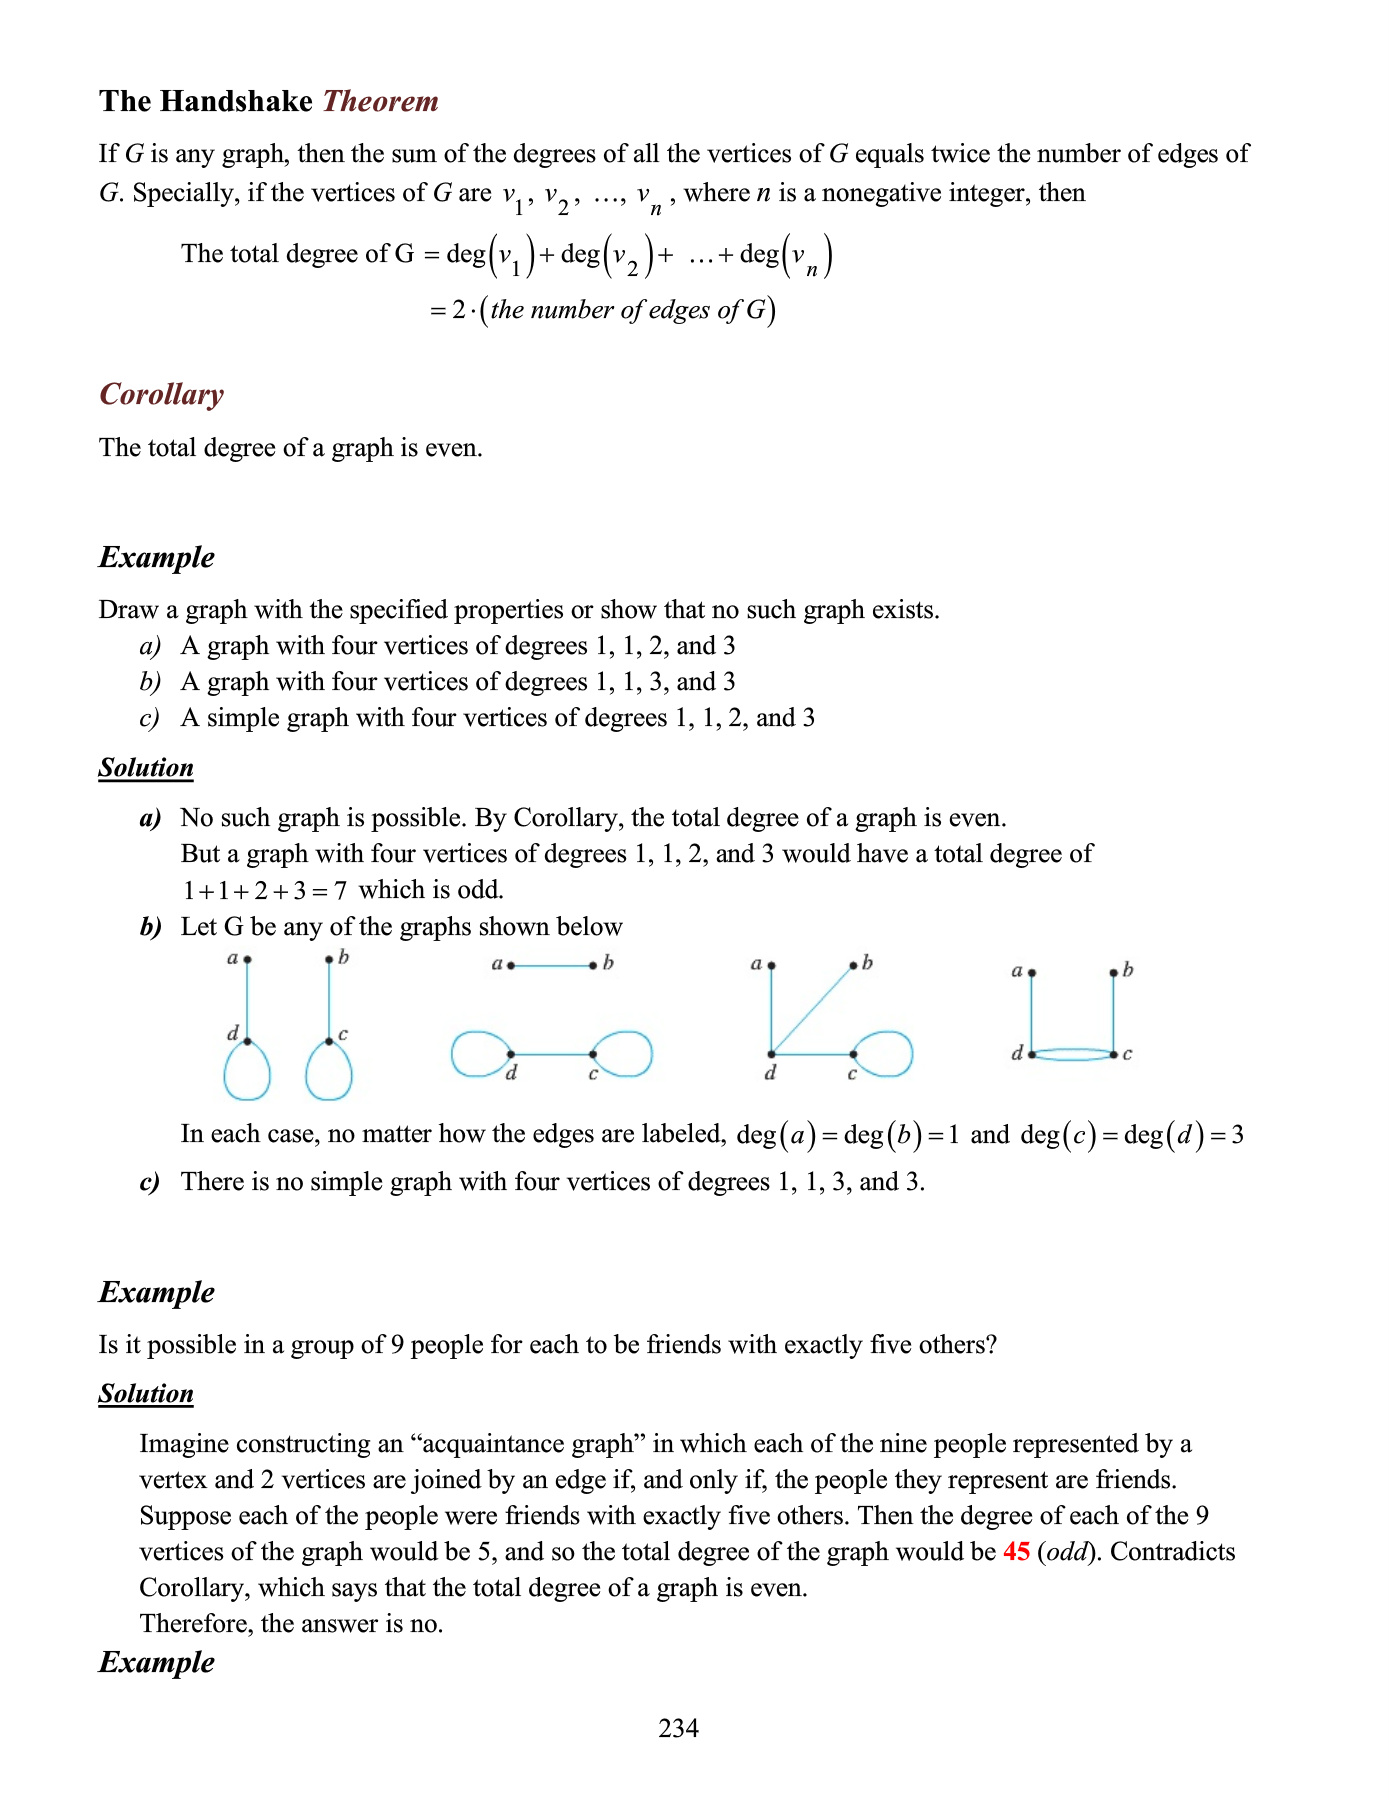 The Handshake Theorem
If G is any graph, then the sum of the degrees of all the vertices of G equals twice the number of edges of
G. Specially, if the vertices of G are v₁, v₂, …, vₙ, where n is a nonegative integer, then
The total degree of G = deg(v₁) + deg(v₂) + … + deg(vₙ)
= 2 · (the number of edges of G)
Corollary
The total degree of a graph is even.
Example
Draw a graph with the specified properties or show that no such graph exists.
a) A graph with four vertices of degrees 1, 1, 2, and 3
b) A graph with four vertices of degrees 1, 1, 3, and 3
c) A simple graph with four vertices of degrees 1, 1, 2, and 3
Solution
a) No such graph is possible. By Corollary, the total degree of a graph is even.
But a graph with four vertices of degrees 1, 1, 2, and 3 would have a total degree of
1+1+2+3=7 which is odd.
b) Let G be any of the graphs shown below
a b a b a b a b
d c d c d c d c
In each case, no matter how the edges are labeled, deg(a) = deg(b) = 1 and deg(c) = deg(d) = 3
c) There is no simple graph with four vertices of degrees 1, 1, 3, and 3.
Example
Is it possible in a group of 9 people for each to be friends with exactly five others?
Solution
Imagine constructing an “acquaintance graph” in which each of the nine people represented by a
vertex and 2 vertices are joined by an edge if, and only if, the people they represent are friends.
Suppose each of the people were friends with exactly five others. Then the degree of each of the 9
vertices of the graph would be 5, and so the total degree of the graph would be 45 (odd). Contradicts
Corollary, which says that the total degree of a graph is even.
Therefore, the answer is no.
Example
234